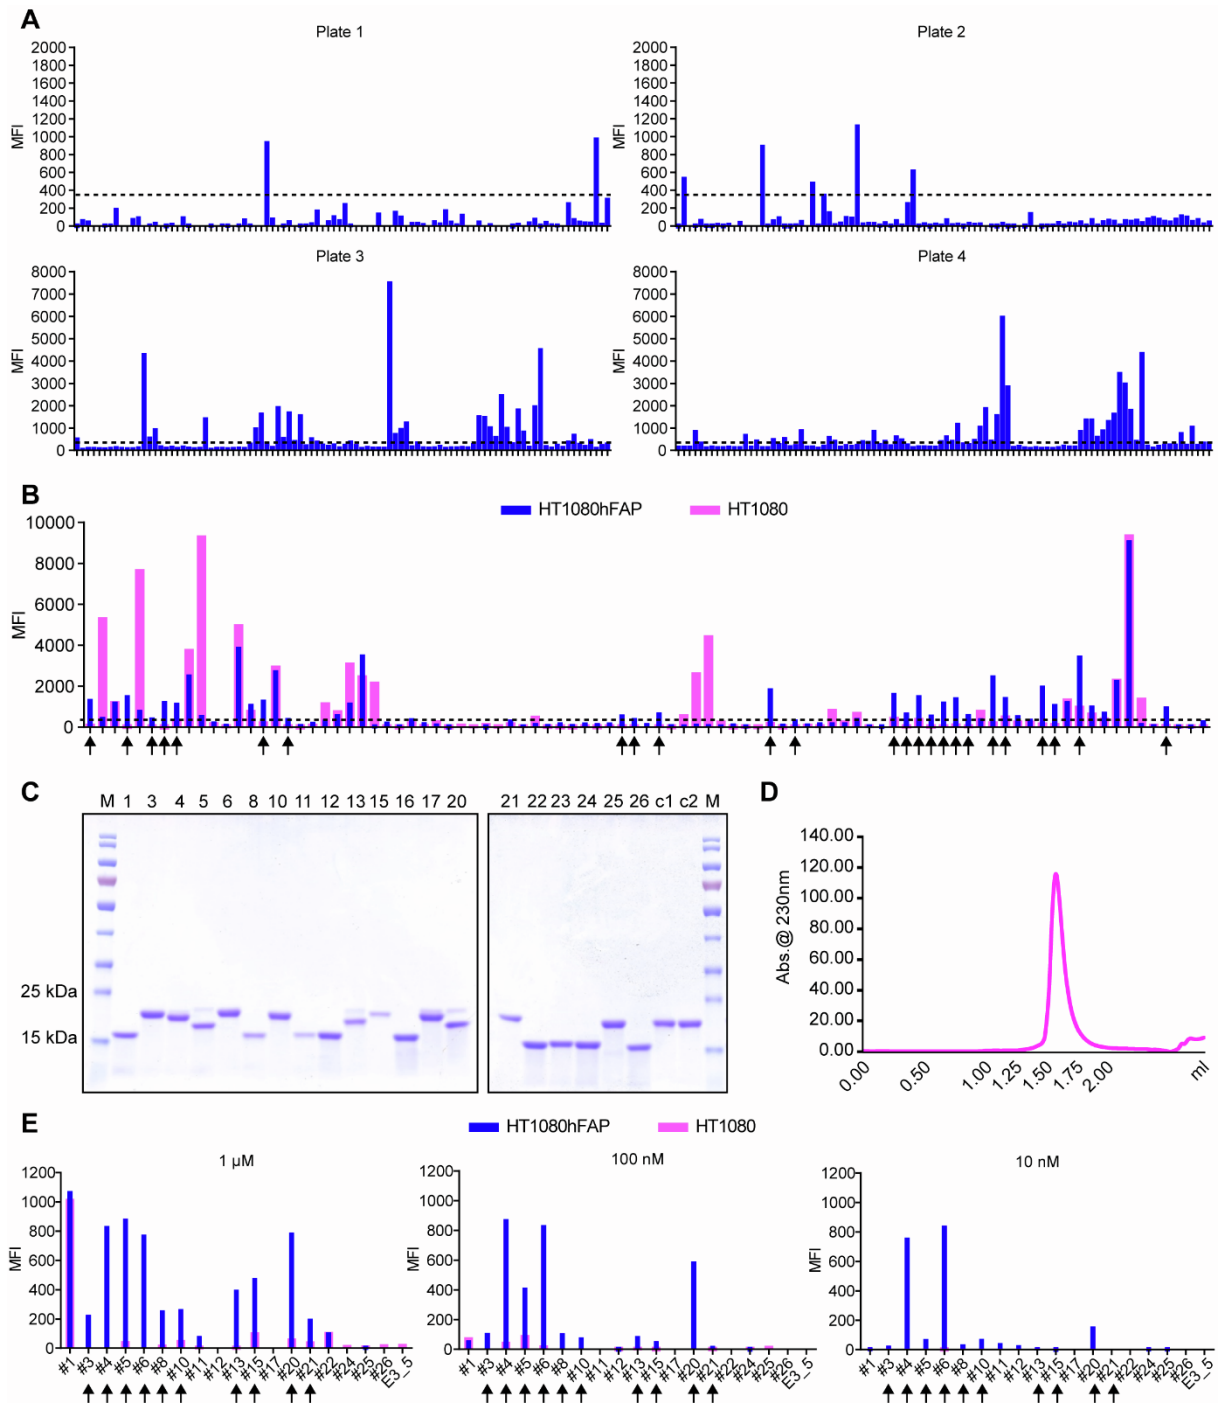 A
Plate 1
Plate 2
MFI
2000
1800
1600
1400
1200
1000
800
600
400
200
0
MFI
2000
1800
1600
1400
1200
1000
800
600
400
200
0
Plate 3
Plate 4
MFI
8000
7000
6000
5000
4000
3000
2000
1000
0
MFI
8000
7000
6000
5000
4000
3000
2000
1000
0
B
HT1080hFAP HT1080
MFI
10000
8000
6000
4000
2000
0
C
M 1 3 4 5 6 8 10 11 12 13 15 16 17 20
21 22 23 24 25 26 c1 c2 M
25 kDa
15 kDa
D
Abs.@ 230nm
140.00
120.00
100.00
80.00
60.00
40.00
20.00
0.00
0.00 0.50 1.00 1.25 1.50 1.75 2.00 ml
E
HT1080hFAP HT1080
1 µM
MFI
1200
1000
800
600
400
200
0
#1 #3 #4 #5 #6 #8 #10 #11 #12 #13 #15 #17 #20 #21 #22 #24 #25 #26 E3_5
100 nM
MFI
1200
1000
800
600
400
200
0
#1 #3 #4 #5 #6 #8 #10 #11 #12 #13 #15 #17 #20 #21 #22 #24 #25 #26 E3_5
10 nM
MFI
1200
1000
800
600
400
200
0
#1 #3 #4 #5 #6 #8 #10 #11 #12 #13 #15 #17 #20 #21 #22 #24 #25 #26 E3_5